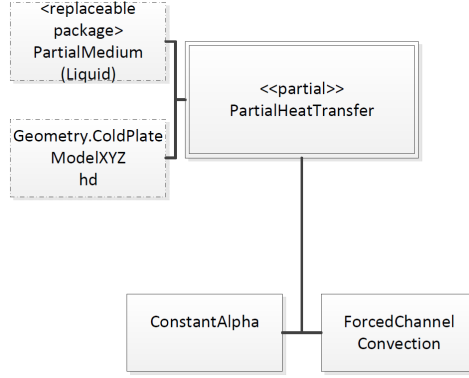 <replaceable
package>
PartialMedium
(Liquid)
<<partial>>
PartialHeatTransfer
Geometry.ColdPlate
ModelXYZ
hd
ConstantAlpha
ForcedChannel
Convection